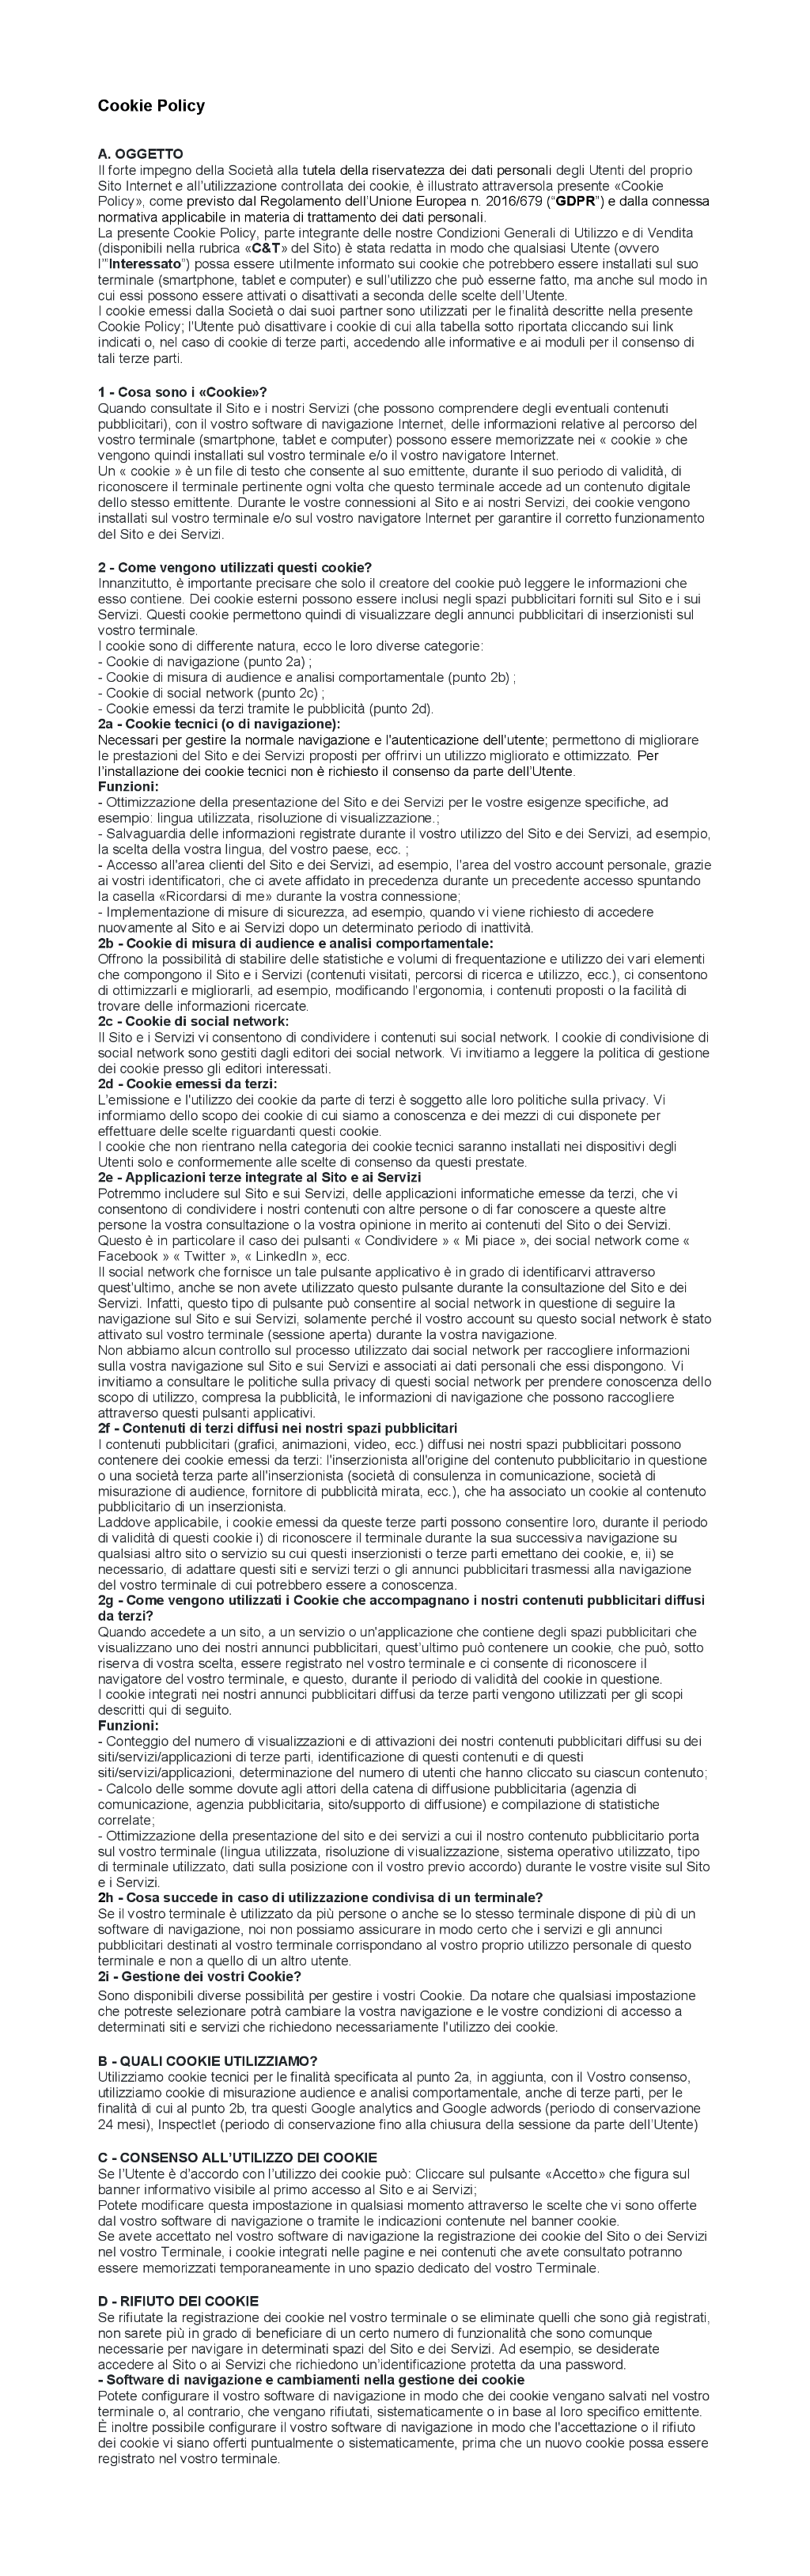 Cookie Policy
A. OGGETTO
Il forte impegno della Società alla tutela della riservatezza dei dati personali degli Utenti del proprio
Sito Internet e all'utilizzazione controllata dei cookie, è illustrato attraversola presente «Cookie
Policy», come previsto dal Regolamento dell'Unione Europea n. 2016/679 ("GDPR") e dalla connessa
normativa applicabile in materia di trattamento dei dati personali.
La presente Cookie Policy, parte integrante delle nostre Condizioni Generali di Utilizzo e di Vendita
(disponibili nella rubrica «C&T» del Sito) è stata redatta in modo che qualsiasi Utente (ovvero
l'"Interessato") possa essere utilmente informato sui cookie che potrebbero essere installati sul suo
terminale (smartphone, tablet e computer) e sull'utilizzo che può esserne fatto, ma anche sul modo in
cui essi possono essere attivati o disattivati a seconda delle scelte dell'Utente.
I cookie emessi dalla Società o dai suoi partner sono utilizzati per le finalità descritte nella presente
Cookie Policy; l'Utente può disattivare i cookie di cui alla tabella sotto riportata cliccando sui link
indicati o, nel caso di cookie di terze parti, accedendo alle informative e ai moduli per il consenso di
tali terze parti.
1 - Cosa sono i «Cookie»?
Quando consultate il Sito e i nostri Servizi (che possono comprendere degli eventuali contenuti
pubblicitari), con il vostro software di navigazione Internet, delle informazioni relative al percorso del
vostro terminale (smartphone, tablet e computer) possono essere memorizzate nei « cookie » che
vengono quindi installati sul vostro terminale e/o il vostro navigatore Internet.
Un « cookie » è un file di testo che consente al suo emittente, durante il suo periodo di validità, di
riconoscere il terminale pertinente ogni volta che questo terminale accede ad un contenuto digitale
dello stesso emittente. Durante le vostre connessioni al Sito e ai nostri Servizi, dei cookie vengono
installati sul vostro terminale e/o sul vostro navigatore Internet per garantire il corretto funzionamento
del Sito e dei Servizi.
2 - Come vengono utilizzati questi cookie?
Innanzitutto, è importante precisare che solo il creatore del cookie può leggere le informazioni che
esso contiene. Dei cookie esterni possono essere inclusi negli spazi pubblicitari forniti sul Sito e i sui
Servizi. Questi cookie permettono quindi di visualizzare degli annunci pubblicitari di inserzionisti sul
vostro terminale.
I cookie sono di differente natura, ecco le loro diverse categorie:
- Cookie di navigazione (punto 2a) ;
- Cookie di misura di audience e analisi comportamentale (punto 2b) ;
- Cookie di social network (punto 2c) ;
- Cookie emessi da terzi tramite le pubblicità (punto 2d).
2a - Cookie tecnici (o di navigazione):
Necessari per gestire la normale navigazione e l'autenticazione dell'utente; permettono di migliorare
le prestazioni del Sito e dei Servizi proposti per offrirvi un utilizzo migliorato e ottimizzato. Per
l'installazione dei cookie tecnici non è richiesto il consenso da parte dell'Utente.
Funzioni:
- Ottimizzazione della presentazione del Sito e dei Servizi per le vostre esigenze specifiche, ad
esempio: lingua utilizzata, risoluzione di visualizzazione.;
- Salvaguardia delle informazioni registrate durante il vostro utilizzo del Sito e dei Servizi, ad esempio,
la scelta della vostra lingua, del vostro paese, ecc. ;
- Accesso all'area clienti del Sito e dei Servizi, ad esempio, l'area del vostro account personale, grazie
ai vostri identificatori, che ci avete affidato in precedenza durante un precedente accesso spuntando
la casella «Ricordarsi di me» durante la vostra connessione;
- Implementazione di misure di sicurezza, ad esempio, quando vi viene richiesto di accedere
nuovamente al Sito e ai Servizi dopo un determinato periodo di inattività.
2b - Cookie di misura di audience e analisi comportamentale:
Offrono la possibilità di stabilire delle statistiche e volumi di frequentazione e utilizzo dei vari elementi
che compongono il Sito e i Servizi (contenuti visitati, percorsi di ricerca e utilizzo, ecc.), ci consentono
di ottimizzarli e migliorarli, ad esempio, modificando l'ergonomia, i contenuti proposti o la facilità di
trovare delle informazioni ricercate.
2c - Cookie di social network:
Il Sito e i Servizi vi consentono di condividere i contenuti sui social network. I cookie di condivisione di
social network sono gestiti dagli editori dei social network. Vi invitiamo a leggere la politica di gestione
dei cookie presso gli editori interessati.
2d - Cookie emessi da terzi:
L'emissione e l'utilizzo dei cookie da parte di terzi è soggetto alle loro politiche sulla privacy. Vi
informiamo dello scopo dei cookie di cui siamo a conoscenza e dei mezzi di cui disponete per
effettuare delle scelte riguardanti questi cookie.
I cookie che non rientrano nella categoria dei cookie tecnici saranno installati nei dispositivi degli
Utenti solo e conformemente alle scelte di consenso da questi prestate.
2e - Applicazioni terze integrate al Sito e ai Servizi
Potremmo includere sul Sito e sui Servizi, delle applicazioni informatiche emesse da terzi, che vi
consentono di condividere i nostri contenuti con altre persone o di far conoscere a queste altre
persone la vostra consultazione o la vostra opinione in merito ai contenuti del Sito o dei Servizi.
Questo è in particolare il caso dei pulsanti « Condividere » « Mi piace », dei social network come «
Facebook » « Twitter », « LinkedIn », ecc.
Il social network che fornisce un tale pulsante applicativo è in grado di identificarvi attraverso
quest'ultimo, anche se non avete utilizzato questo pulsante durante la consultazione del Sito e dei
Servizi. Infatti, questo tipo di pulsante può consentire al social network in questione di seguire la
navigazione sul Sito e sui Servizi, solamente perché il vostro account su questo social network è stato
attivato sul vostro terminale (sessione aperta) durante la vostra navigazione.
Non abbiamo alcun controllo sul processo utilizzato dai social network per raccogliere informazioni
sulla vostra navigazione sul Sito e sui Servizi e associati ai dati personali che essi dispongono. Vi
invitiamo a consultare le politiche sulla privacy di questi social network per prendere conoscenza dello
scopo di utilizzo, compresa la pubblicità, le informazioni di navigazione che possono raccogliere
attraverso questi pulsanti applicativi.
2f - Contenuti di terzi diffusi nei nostri spazi pubblicitari
I contenuti pubblicitari (grafici, animazioni, video, ecc.) diffusi nei nostri spazi pubblicitari possono
contenere dei cookie emessi da terzi: l'inserzionista all'origine del contenuto pubblicitario in questione
o una società terza parte all'inserzionista (società di consulenza in comunicazione, società di
misurazione di audience, fornitore di pubblicità mirata, ecc.), che ha associato un cookie al contenuto
pubblicitario di un inserzionista.
Laddove applicabile, i cookie emessi da queste terze parti possono consentire loro, durante il periodo
di validità di questi cookie i) di riconoscere il terminale durante la sua successiva navigazione su
qualsiasi altro sito o servizio su cui questi inserzionisti o terze parti emettano dei cookie, e, ii) se
necessario, di adattare questi siti e servizi terzi o gli annunci pubblicitari trasmessi alla navigazione
del vostro terminale di cui potrebbero essere a conoscenza.
2g - Come vengono utilizzati i Cookie che accompagnano i nostri contenuti pubblicitari diffusi
da terzi?
Quando accedete a un sito, a un servizio o un'applicazione che contiene degli spazi pubblicitari che
visualizzano uno dei nostri annunci pubblicitari, quest'ultimo può contenere un cookie, che può, sotto
riserva di vostra scelta, essere registrato nel vostro terminale e ci consente di riconoscere il
navigatore del vostro terminale, e questo, durante il periodo di validità del cookie in questione.
I cookie integrati nei nostri annunci pubblicitari diffusi da terze parti vengono utilizzati per gli scopi
descritti qui di seguito.
Funzioni:
- Conteggio del numero di visualizzazioni e di attivazioni dei nostri contenuti pubblicitari diffusi su dei
siti/servizi/applicazioni di terze parti, identificazione di questi contenuti e di questi
siti/servizi/applicazioni, determinazione del numero di utenti che hanno cliccato su ciascun contenuto;
- Calcolo delle somme dovute agli attori della catena di diffusione pubblicitaria (agenzia di
comunicazione, agenzia pubblicitaria, sito/supporto di diffusione) e compilazione di statistiche
correlate;
- Ottimizzazione della presentazione del sito e dei servizi a cui il nostro contenuto pubblicitario porta
sul vostro terminale (lingua utilizzata, risoluzione di visualizzazione, sistema operativo utilizzato, tipo
di terminale utilizzato, dati sulla posizione con il vostro previo accordo) durante le vostre visite sul Sito
e i Servizi.
2h - Cosa succede in caso di utilizzazione condivisa di un terminale?
Se il vostro terminale è utilizzato da più persone o anche se lo stesso terminale dispone di più di un
software di navigazione, noi non possiamo assicurare in modo certo che i servizi e gli annunci
pubblicitari destinati al vostro terminale corrispondano al vostro proprio utilizzo personale di questo
terminale e non a quello di un altro utente.
2i - Gestione dei vostri Cookie?
Sono disponibili diverse possibilità per gestire i vostri Cookie. Da notare che qualsiasi impostazione
che potreste selezionare potrà cambiare la vostra navigazione e le vostre condizioni di accesso a
determinati siti e servizi che richiedono necessariamente l'utilizzo dei cookie.
B - QUALI COOKIE UTILIZZIAMO?
Utilizziamo cookie tecnici per le finalità specificata al punto 2a, in aggiunta, con il Vostro consenso,
utilizziamo cookie di misurazione audience e analisi comportamentale, anche di terze parti, per le
finalità di cui al punto 2b, tra questi Google analytics and Google adwords (periodo di conservazione
24 mesi), Inspectlet (periodo di conservazione fino alla chiusura della sessione da parte dell'Utente)
C - CONSENSO ALL'UTILIZZO DEI COOKIE
Se l'Utente è d'accordo con l'utilizzo dei cookie può: Cliccare sul pulsante «Accetto» che figura sul
banner informativo visibile al primo accesso al Sito e ai Servizi;
Potete modificare questa impostazione in qualsiasi momento attraverso le scelte che vi sono offerte
dal vostro software di navigazione o tramite le indicazioni contenute nel banner cookie.
Se avete accettato nel vostro software di navigazione la registrazione dei cookie del Sito o dei Servizi
nel vostro Terminale, i cookie integrati nelle pagine e nei contenuti che avete consultato potranno
essere memorizzati temporaneamente in uno spazio dedicato del vostro Terminale.
D - RIFIUTO DEI COOKIE
Se rifiutate la registrazione dei cookie nel vostro terminale o se eliminate quelli che sono già registrati,
non sarete più in grado di beneficiare di un certo numero di funzionalità che sono comunque
necessarie per navigare in determinati spazi del Sito e dei Servizi. Ad esempio, se desiderate
accedere al Sito o ai Servizi che richiedono un'identificazione protetta da una password.
- Software di navigazione e cambiamenti nella gestione dei cookie
Potete configurare il vostro software di navigazione in modo che dei cookie vengano salvati nel vostro
terminale o, al contrario, che vengano rifiutati, sistematicamente o in base al loro specifico emittente.
È inoltre possibile configurare il vostro software di navigazione in modo che l'accettazione o il rifiuto
dei cookie vi siano offerti puntualmente o sistematicamente, prima che un nuovo cookie possa essere
registrato nel vostro terminale.